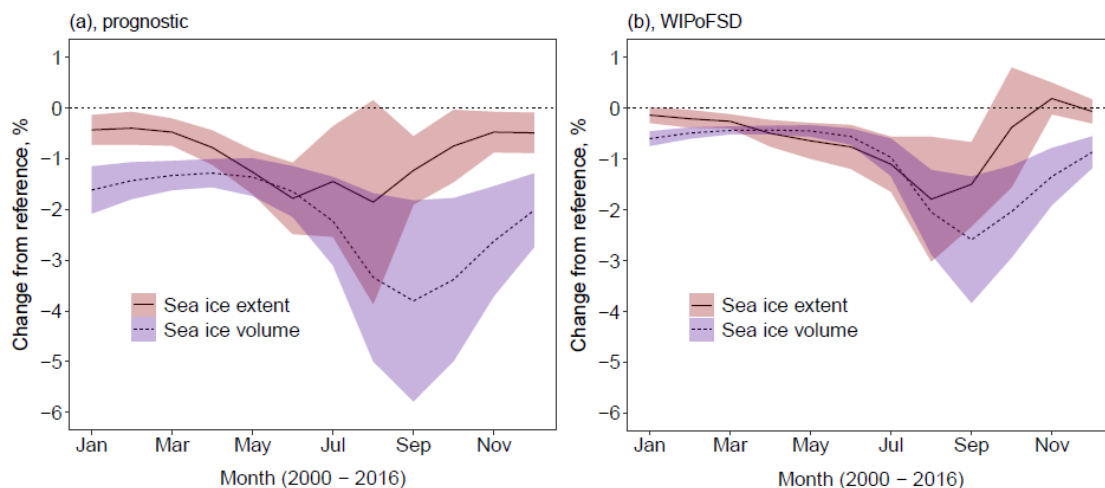 (a), prognostic
1
0
−1
−2
−3
−4
−5
−6
Change from reference, %
Sea ice extent
Sea ice volume
Jan Mar May Jul Sep Nov
Month (2000 − 2016)
(b), WIPoFSD
1
0
−1
−2
−3
−4
−5
−6
Change from reference, %
Sea ice extent
Sea ice volume
Jan Mar May Jul Sep Nov
Month (2000 − 2016)